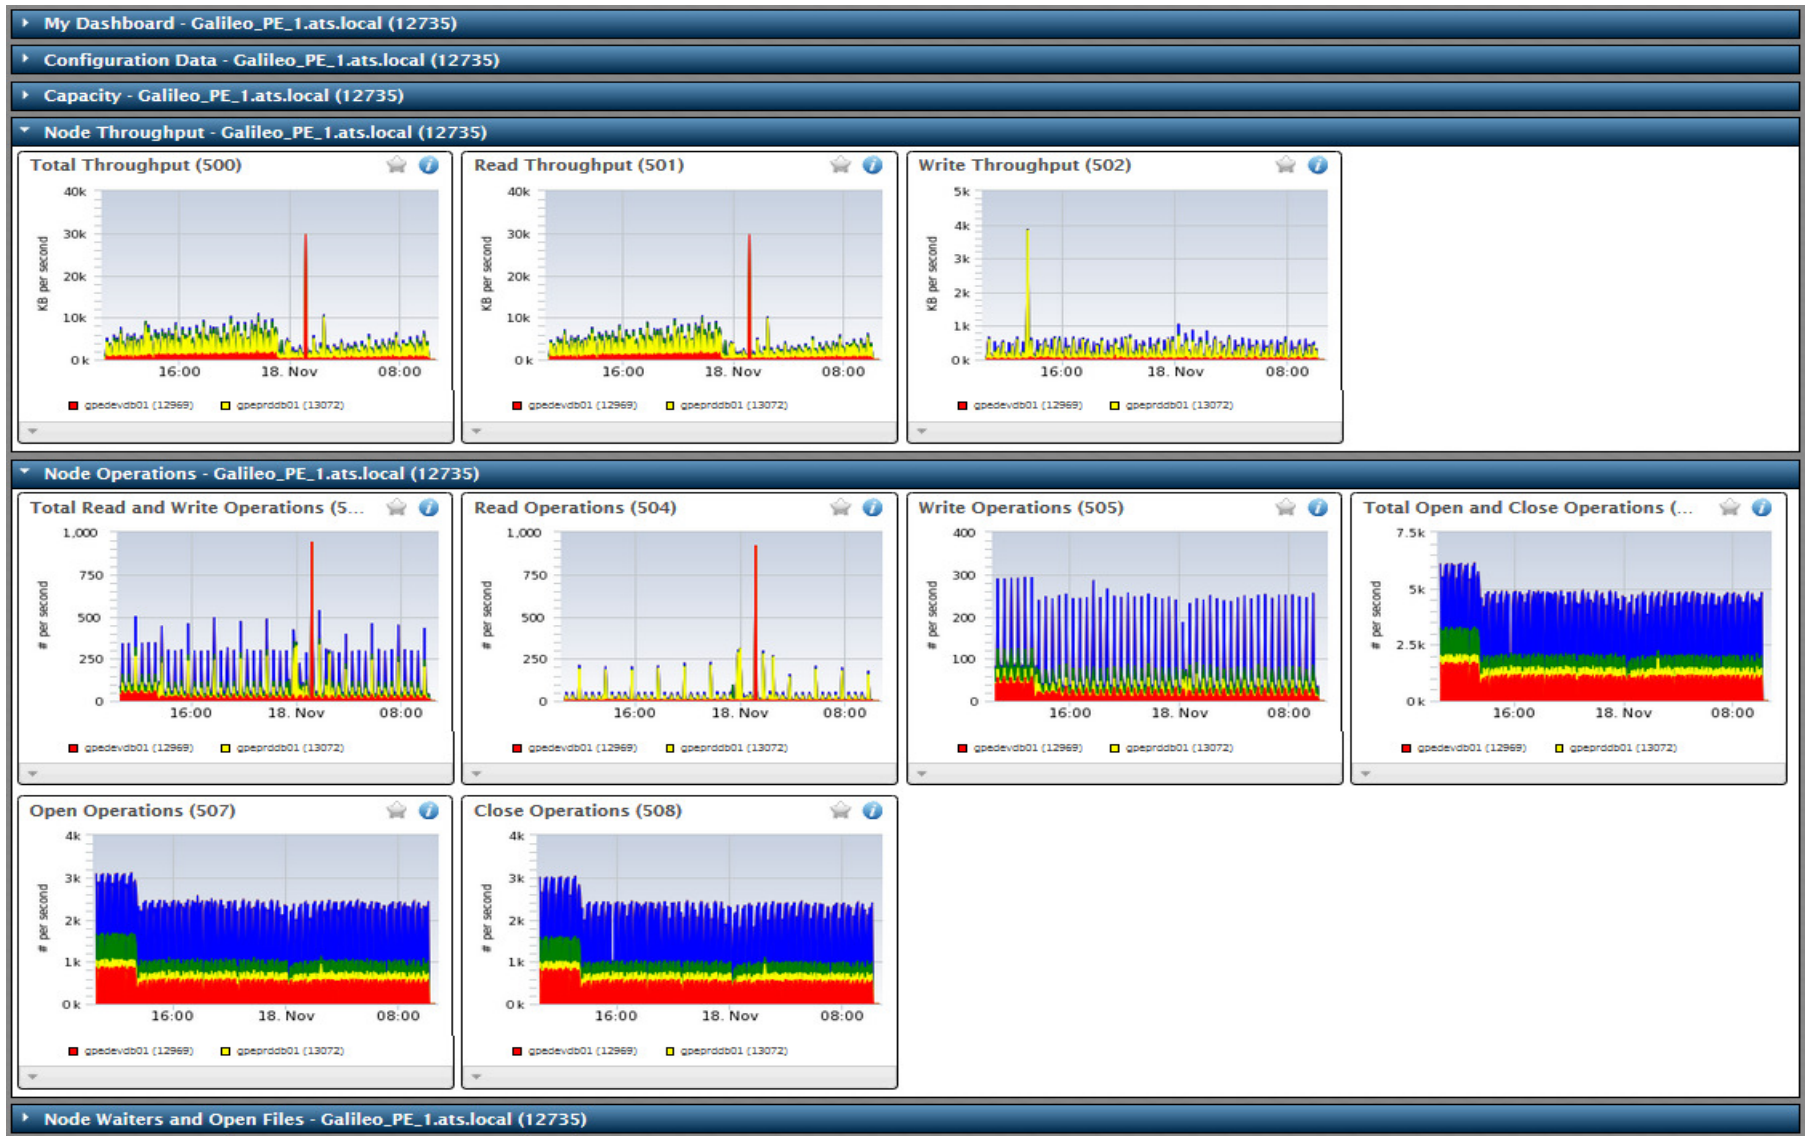 My Dashboard - Galileo_PE_1.ats.local (12735)
Configuration Data - Galileo_PE_1.ats.local (12735)
Capacity - Galileo_PE_1.ats.local (12735)
Node Throughput - Galileo_PE_1.ats.local (12735)
Total Throughput (500)
40k
30k
20k
10k
0k
KB per second
16:00
18. Nov
08:00
gpedevdb01 (12969)
gpeprddb01 (13072)
Read Throughput (501)
40k
30k
20k
10k
0k
KB per second
16:00
18. Nov
08:00
gpedevdb01 (12969)
gpeprddb01 (13072)
Write Throughput (502)
5k
4k
3k
2k
1k
0k
KB per second
16:00
18. Nov
08:00
gpedevdb01 (12969)
gpeprddb01 (13072)
Node Operations - Galileo_PE_1.ats.local (12735)
Total Read and Write Operations (5...
1,000
750
500
250
0
# per second
16:00
18. Nov
08:00
gpedevdb01 (12969)
gpeprddb01 (13072)
Read Operations (504)
1,000
750
500
250
0
# per second
16:00
18. Nov
08:00
gpedevdb01 (12969)
gpeprddb01 (13072)
Write Operations (505)
400
300
200
100
0
# per second
16:00
18. Nov
08:00
gpedevdb01 (12969)
gpeprddb01 (13072)
Total Open and Close Operations (...
7.5k
5k
2.5k
0k
# per second
16:00
18. Nov
08:00
gpedevdb01 (12969)
gpeprddb01 (13072)
Open Operations (507)
4k
3k
2k
1k
0k
# per second
16:00
18. Nov
08:00
gpedevdb01 (12969)
gpeprddb01 (13072)
Close Operations (508)
4k
3k
2k
1k
0k
# per second
16:00
18. Nov
08:00
gpedevdb01 (12969)
gpeprddb01 (13072)
Node Waiters and Open Files - Galileo_PE_1.ats.local (12735)